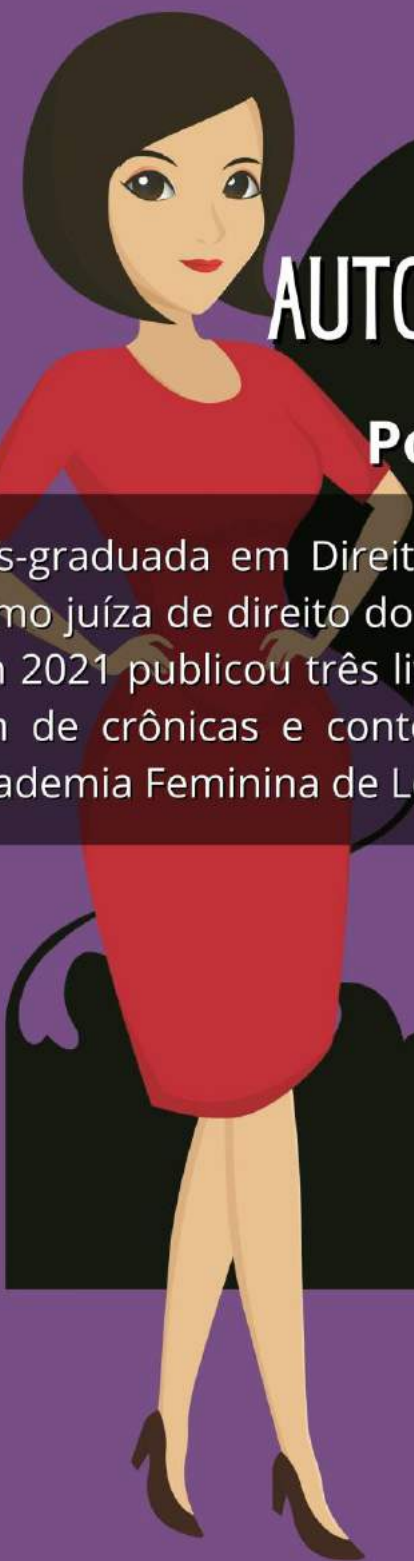 AUTO
Po
s-graduada em Direit
mo juíza de direito do
2021 publicou três li
de crônicas e cont
ademia Feminina de L